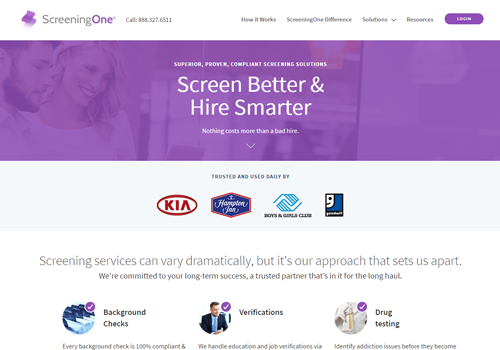 ScreeningOne®
Call: 888.327.6511
How it Works
ScreeningOne Difference
Solutions
Resources
LOGIN
SUPERIOR, PROVEN, COMPLIANT SCREENING SOLUTIONS
Screen Better &
Hire Smarter
Nothing costs more than a bad hire.
TRUSTED AND USED DAILY BY
KIA
Hampton
Inn
BOYS & GIRLS CLUB
goodwill
Screening services can vary dramatically, but it's our approach that sets us apart.
We're committed to your long-term success, a trusted partner that's in it for the long haul.
Background
Checks
Verifications
Drug
testing
Every background check is 100% compliant &
We handle education and job verifications via
Identify addiction issues before they become